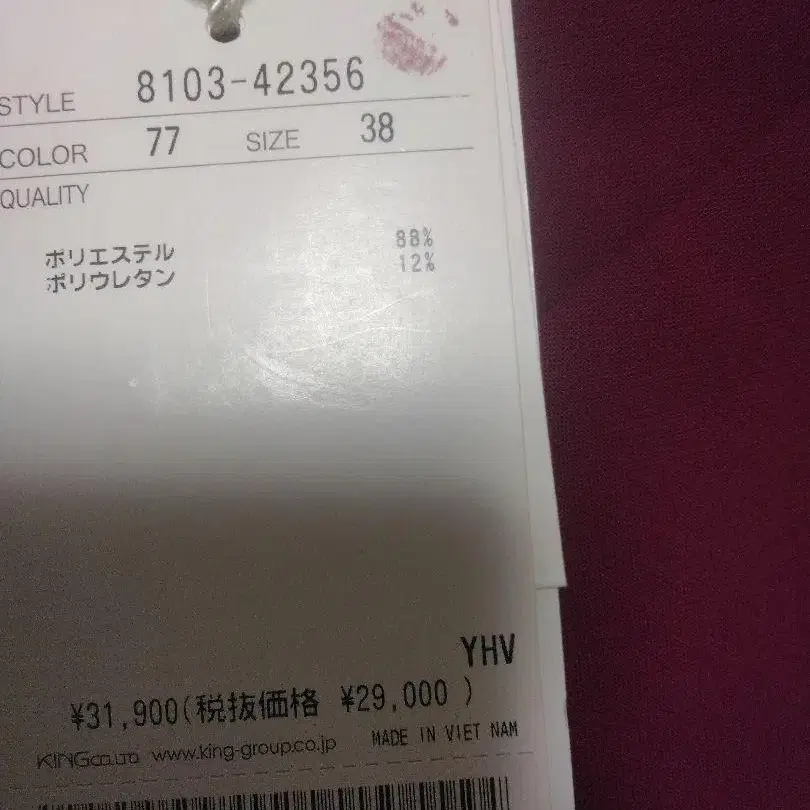 STYLE 8103-42356
COLOR 77 SIZE 38
QUALITY
ポリエステル 88%
ポリウレタン 12%
YHV
¥31,900(税抜価格 ¥29,000 )
KING CO.LTD www.king-group.co.jp MADE IN VIET NAM